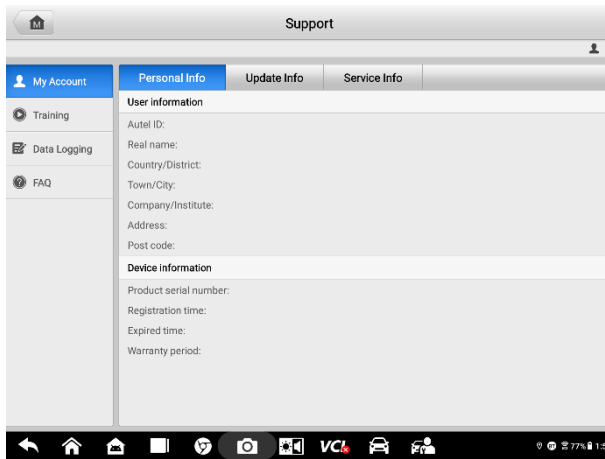 M
Support
My Account
Training
Data Logging
FAQ
Personal Info
Update Info
Service Info
User information
Autel ID:
Real name:
Country/District:
Town/City:
Company/Institute:
Address:
Post code:
Device information
Product serial number:
Registration time:
Expired time:
Warranty period:
VCI
77%